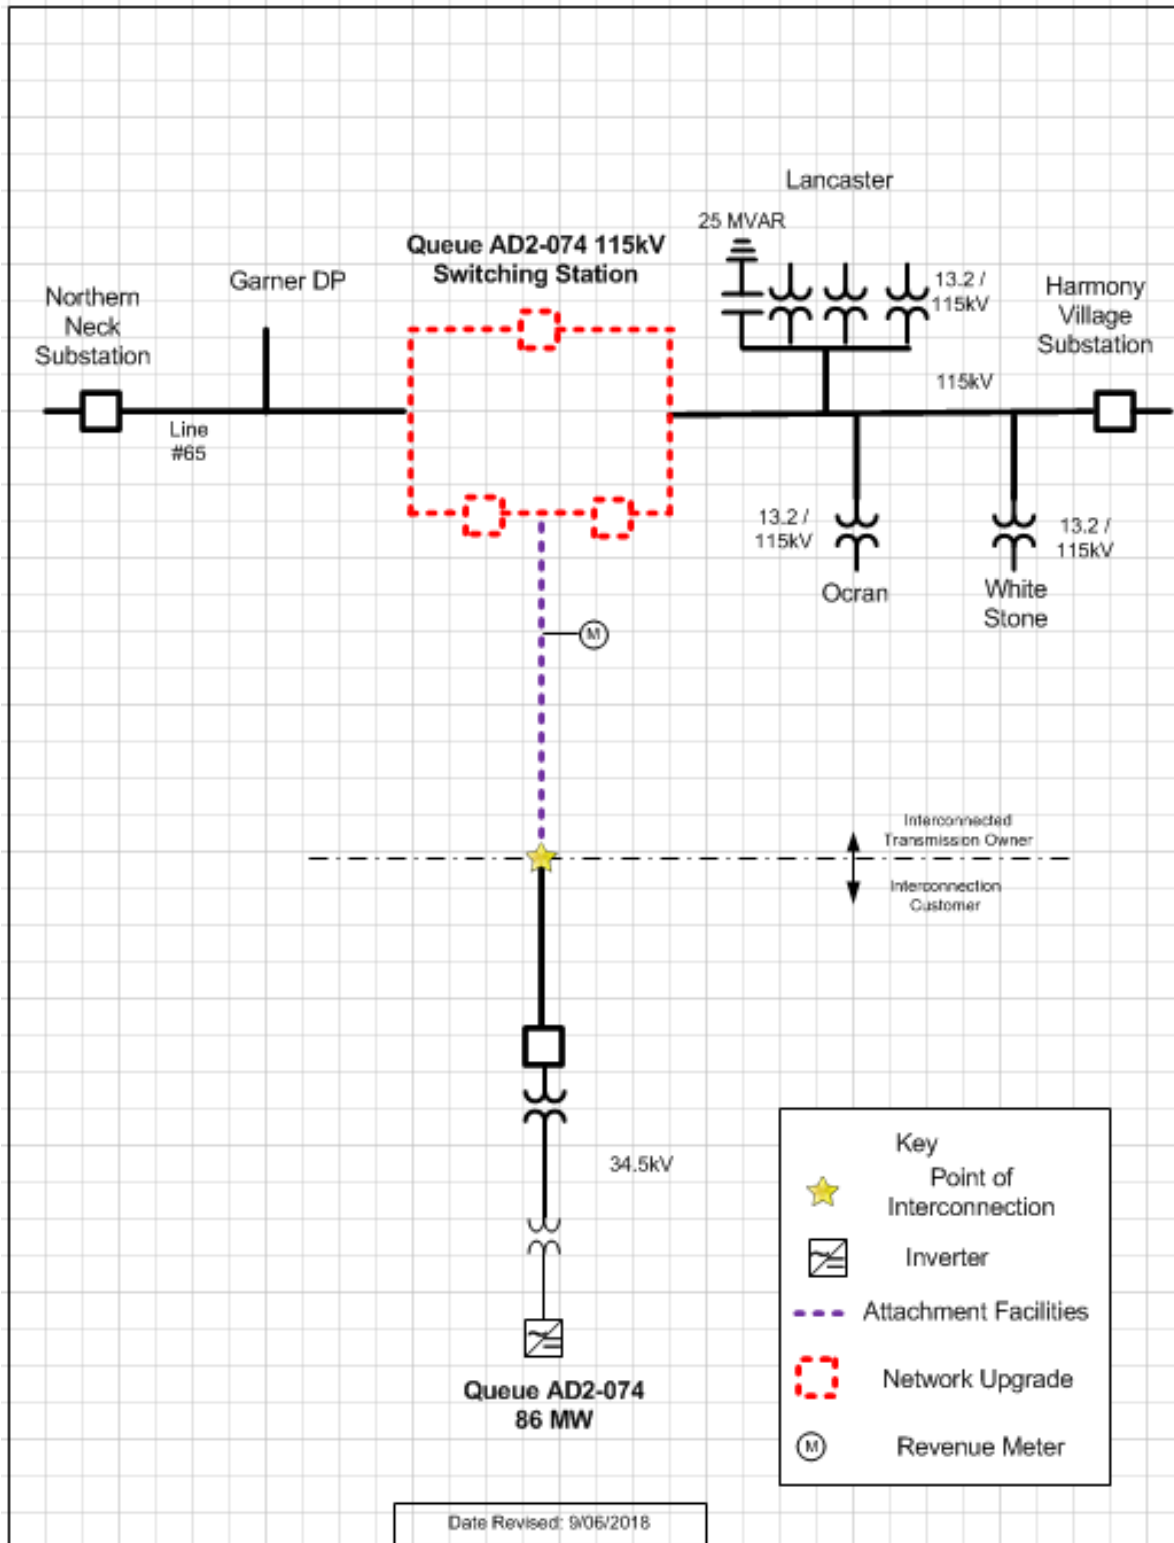 Lancaster
25 MVAR
Queue AD2-074 115kV
Switching Station
Garner DP
Northern
Neck
Substation
13.2 /
115kV
Harmony
Village
Substation
115kV
Line
#65
13.2 /
115kV
13.2 /
115kV
Ocran
White
Stone
M
Interconnected
Transmission Owner
Interconnection
Customer
34.5kV
Queue AD2-074
86 MW
Key
Point of
Interconnection
Inverter
Attachment Facilities
Network Upgrade
M
Revenue Meter
Date Revised: 9/06/2018